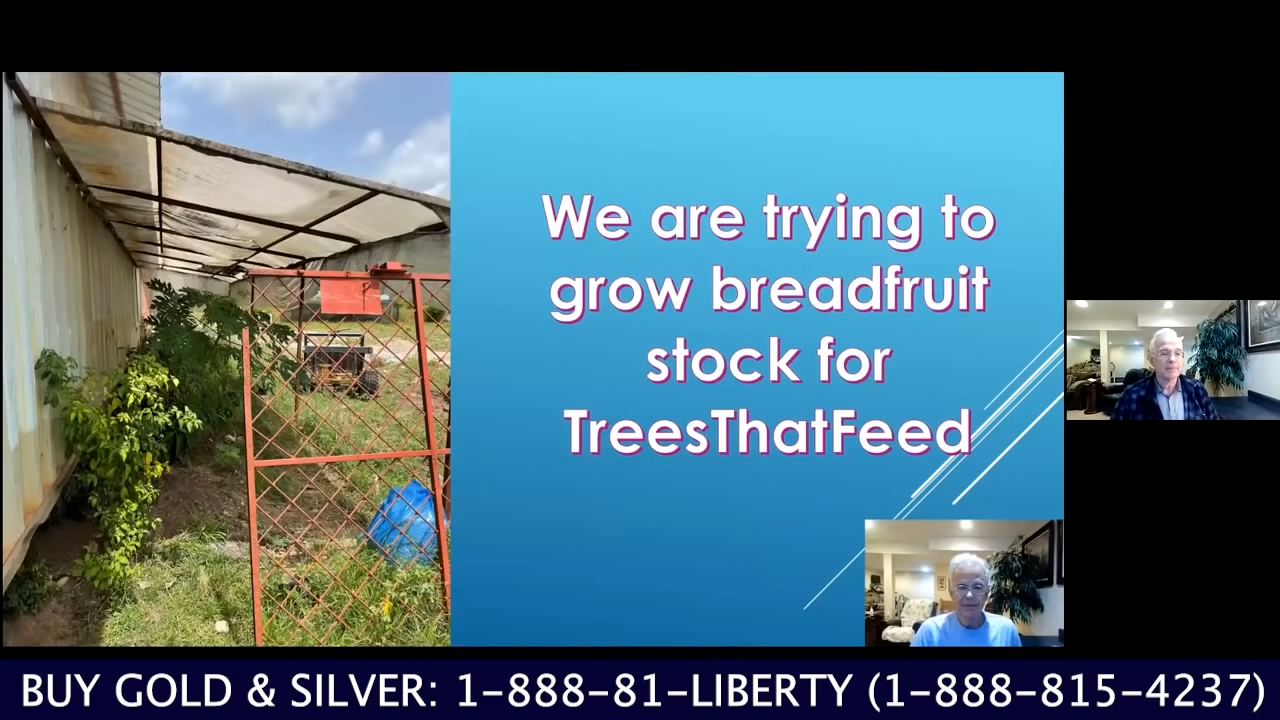 We are trying to
grow breadfruit
stock for
TreesThatFeed
BUY GOLD & SILVER: 1-888-81-LIBERTY (1-888-815-4237)